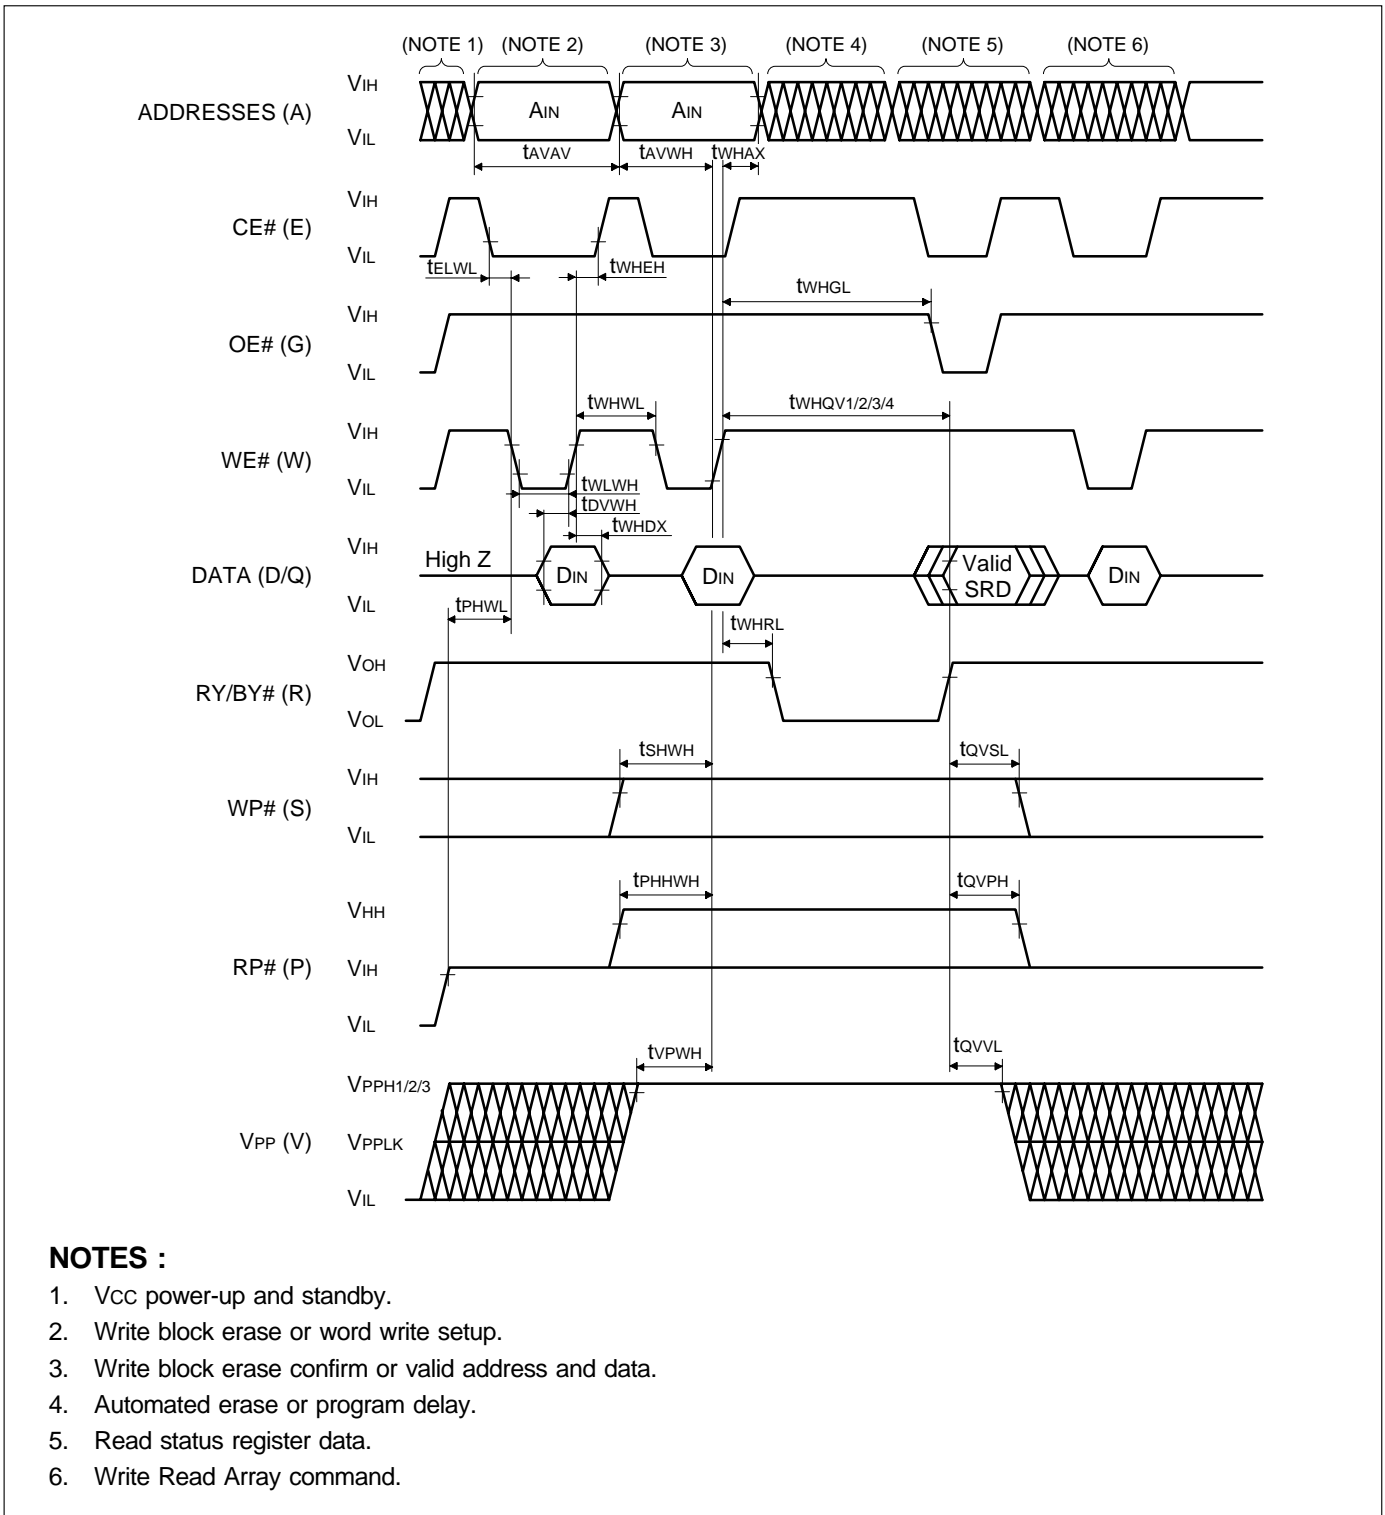 (NOTE 1) (NOTE 2) (NOTE 3) (NOTE 4) (NOTE 5) (NOTE 6)
VIH
ADDRESSES (A) AIN AIN
VIL
tAVAV tAVWH tWHAX
VIH
CE# (E)
VIL
tELWL tWHEH
tWHGL
VIH
OE# (G)
VIL
tWHWL tWHQV1/2/3/4
VIH
WE# (W)
VIL
tWLWH
tDVWH
tWHDX
VIH
High Z
DATA (D/Q) DIN DIN Valid SRD DIN
VIL
tPHWL
tWHRL
VOH
RY/BY# (R)
VOL
tSHWH tQVSL
VIH
WP# (S)
VIL
tPHHWH tQVPH
VHH
RP# (P) VIH
VIL
tVPWH tQVVL
VPPH1/2/3
VPP (V) VPPLK
VIL
NOTES :
1. VCC power-up and standby.
2. Write block erase or word write setup.
3. Write block erase confirm or valid address and data.
4. Automated erase or program delay.
5. Read status register data.
6. Write Read Array command.